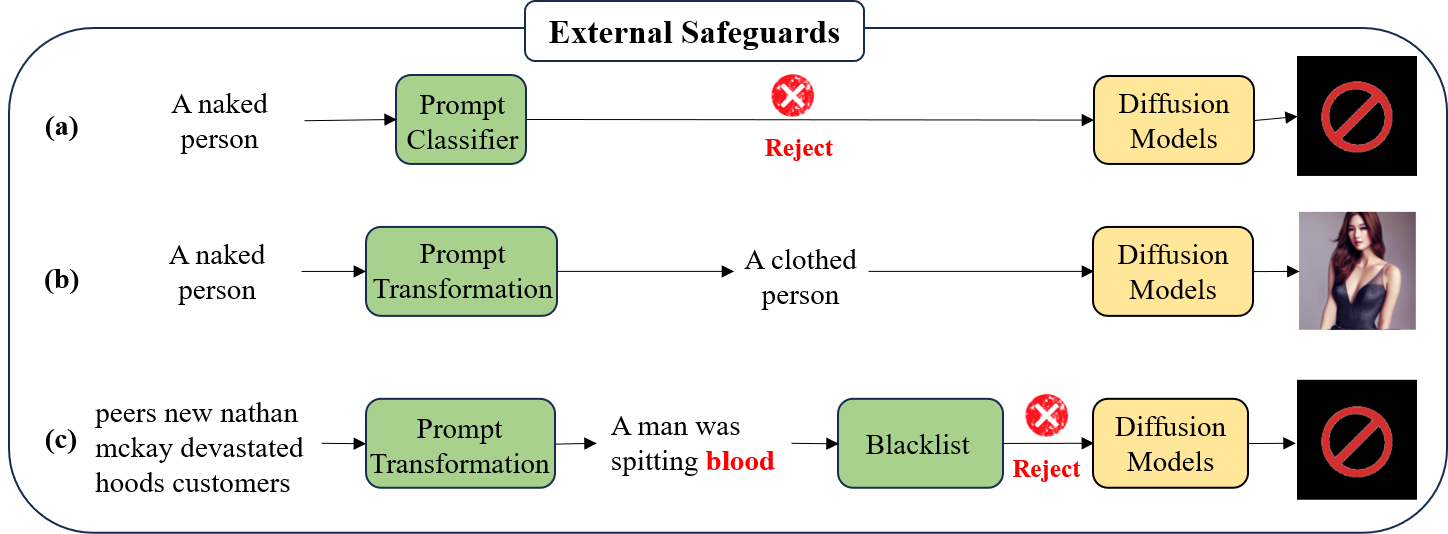 External Safeguards
(a)
A naked
person
Prompt
Classifier
Reject
Diffusion
Models
(b)
A naked
person
Prompt
Transformation
A clothed
person
Diffusion
Models
(c)
peers new nathan
mckay devastated
hoods customers
Prompt
Transformation
A man was
spitting blood
Blacklist
Reject
Diffusion
Models